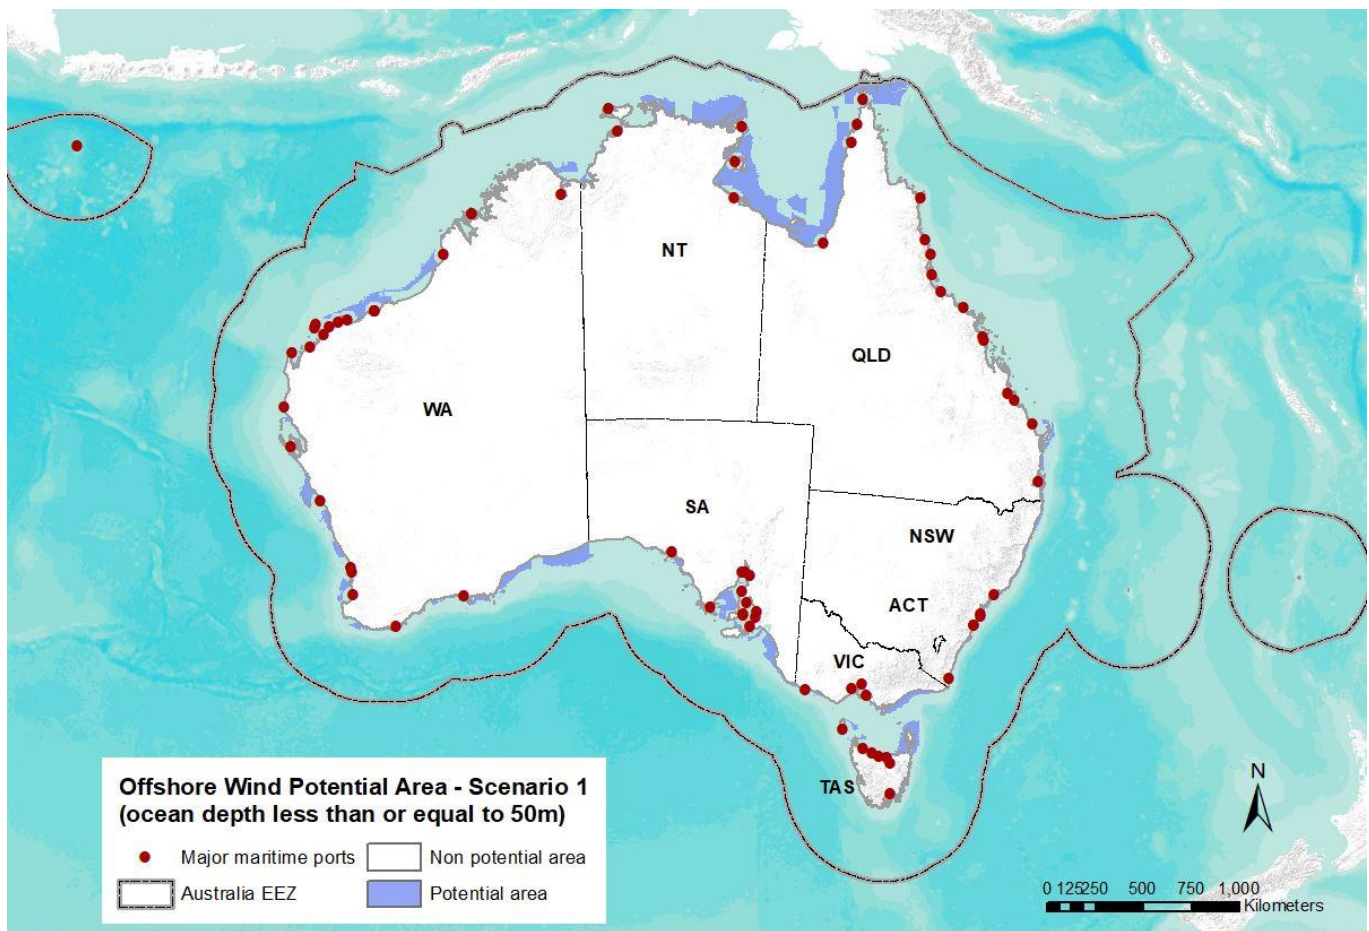 NT
QLD
WA
SA
NSW
ACT
VIC
TAS
N
Offshore Wind Potential Area - Scenario 1
(ocean depth less than or equal to 50m)
Major maritime ports
Non potential area
Australia EEZ
Potential area
0 125250 500 750 1,000
Kilometers